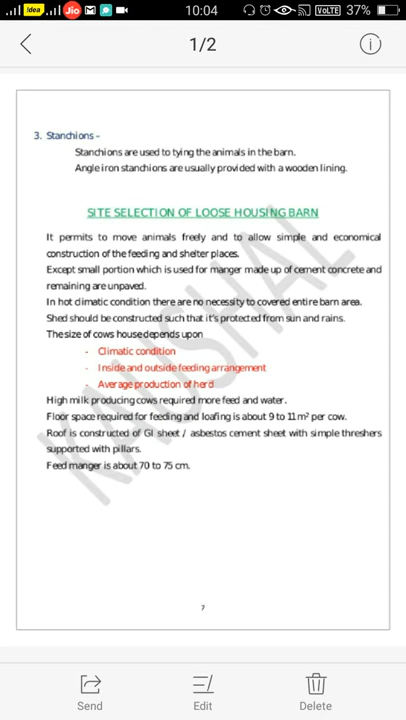 idea Jio 10:04 VoLTE 37%
1/2
3. Stanchions –
Stanchions are used to tying the animals in the barn.
Angle iron stanchions are usually provided with a wooden lining.
SITE SELECTION OF LOOSE HOUSING BARN
It permits to move animals freely and to allow simple and economical
construction of the feeding and shelter places.
Except small portion which is used for manger made up of cement concrete and
remaining are unpaved.
In hot climatic condition there are no necessity to covered entire barn area.
Shed should be constructed such that it's protected from sun and rains.
The size of cows house depends upon
- Climatic condition
- Inside and outside feeding arrangement
- Average production of herd
High milk producing cows required more feed and water.
Floor space required for feeding and loafing is about 9 to 11 m² per cow.
Roof is constructed of GI sheet / asbestos cement sheet with simple threshers
supported with pillars.
Feed manger is about 70 to 75 cm.
KAUSHAL
7
Send Edit Delete